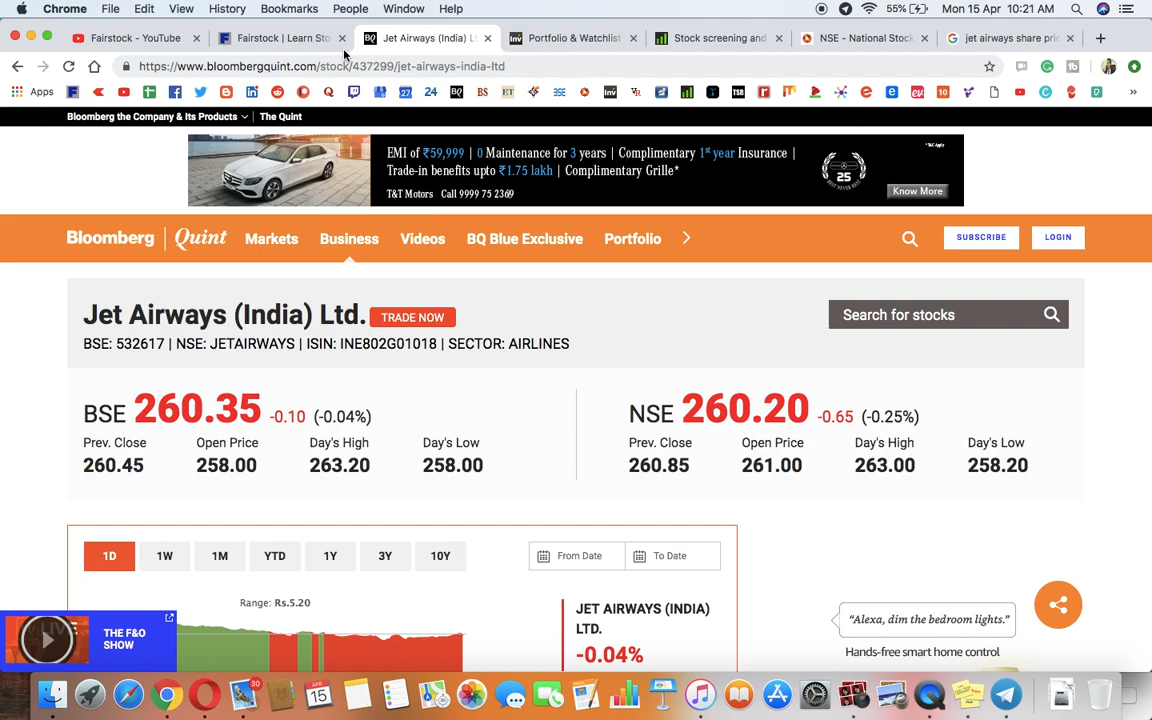 Chrome File Edit View History Bookmarks People Window Help 55% Mon 15 Apr 10:21 AM
Fairstock - YouTube Fairstock | Learn Sto Jet Airways (India) L Portfolio & Watchlis Stock screening and NSE - National Stock jet airways share pric
https://www.bloombergquint.com/stock/437299/jet-airways-india-ltd
Apps
Bloomberg the Company & Its Products The Quint
EMI of ₹59,999 | 0 Maintenance for 3 years | Complimentary 1st year Insurance |
Trade-in benefits upto ₹1.75 lakh | Complimentary Grille*
T&T Motors Call 9999 75 2369
25
Know More
Bloomberg | Quint Markets Business Videos BQ Blue Exclusive Portfolio SUBSCRIBE LOGIN
Jet Airways (India) Ltd. TRADE NOW
Search for stocks
BSE: 532617 | NSE: JETAIRWAYS | ISIN: INE802G01018 | SECTOR: AIRLINES
BSE 260.35 -0.10 (-0.04%)
Prev. Close Open Price Day's High Day's Low
260.45 258.00 263.20 258.00
NSE 260.20 -0.65 (-0.25%)
Prev. Close Open Price Day's High Day's Low
260.85 261.00 263.00 258.20
1D 1W 1M YTD 1Y 3Y 10Y From Date To Date
Range: Rs.5.20
JET AIRWAYS (INDIA)
LTD.
-0.04%
THE F&O
SHOW
“Alexa, dim the bedroom lights.”
Hands-free smart home control
30
APR
15